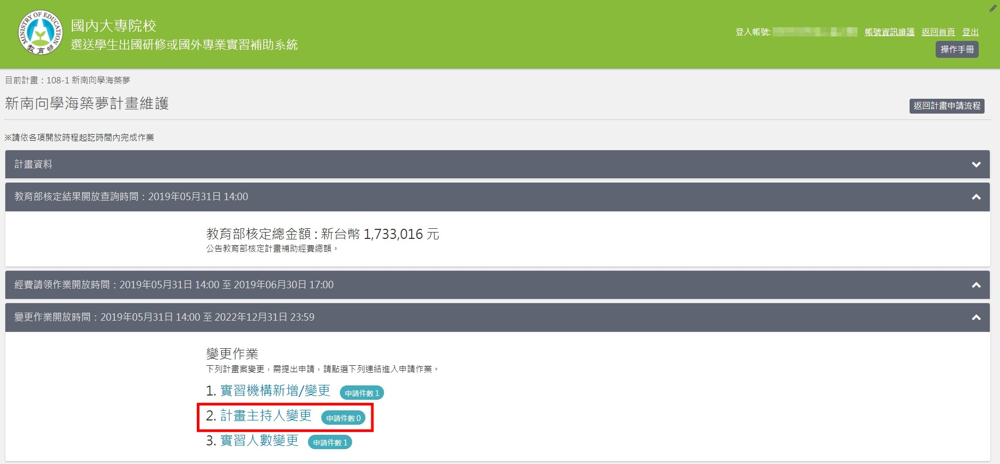 MINISTRY OF EDUCATION
教育部
國內大專院校
選送學生出國研修或國外專業實習補助系統
登入帳號: 帳號資訊維護 返回首頁 登出
操作手冊
目前計畫：108-1 新南向學海築夢
新南向學海築夢計畫維護
返回計畫申請流程
※請依各項開放時程起訖時間內完成作業
計畫資料
教育部核定結果開放查詢時間：2019年05月31日 14:00
教育部核定總金額 : 新台幣 1,733,016 元
公告教育部核定計畫補助經費總額。
經費請領作業開放時間：2019年05月31日 14:00 至 2019年06月30日 17:00
變更作業開放時間：2019年05月31日 14:00 至 2022年12月31日 23:59
變更作業
下列計畫案變更，需提出申請，請點選下列連結進入申請作業。
1. 實習機構新增/變更 申請件數 1
2. 計畫主持人變更 申請件數 0
3. 實習人數變更 申請件數 1